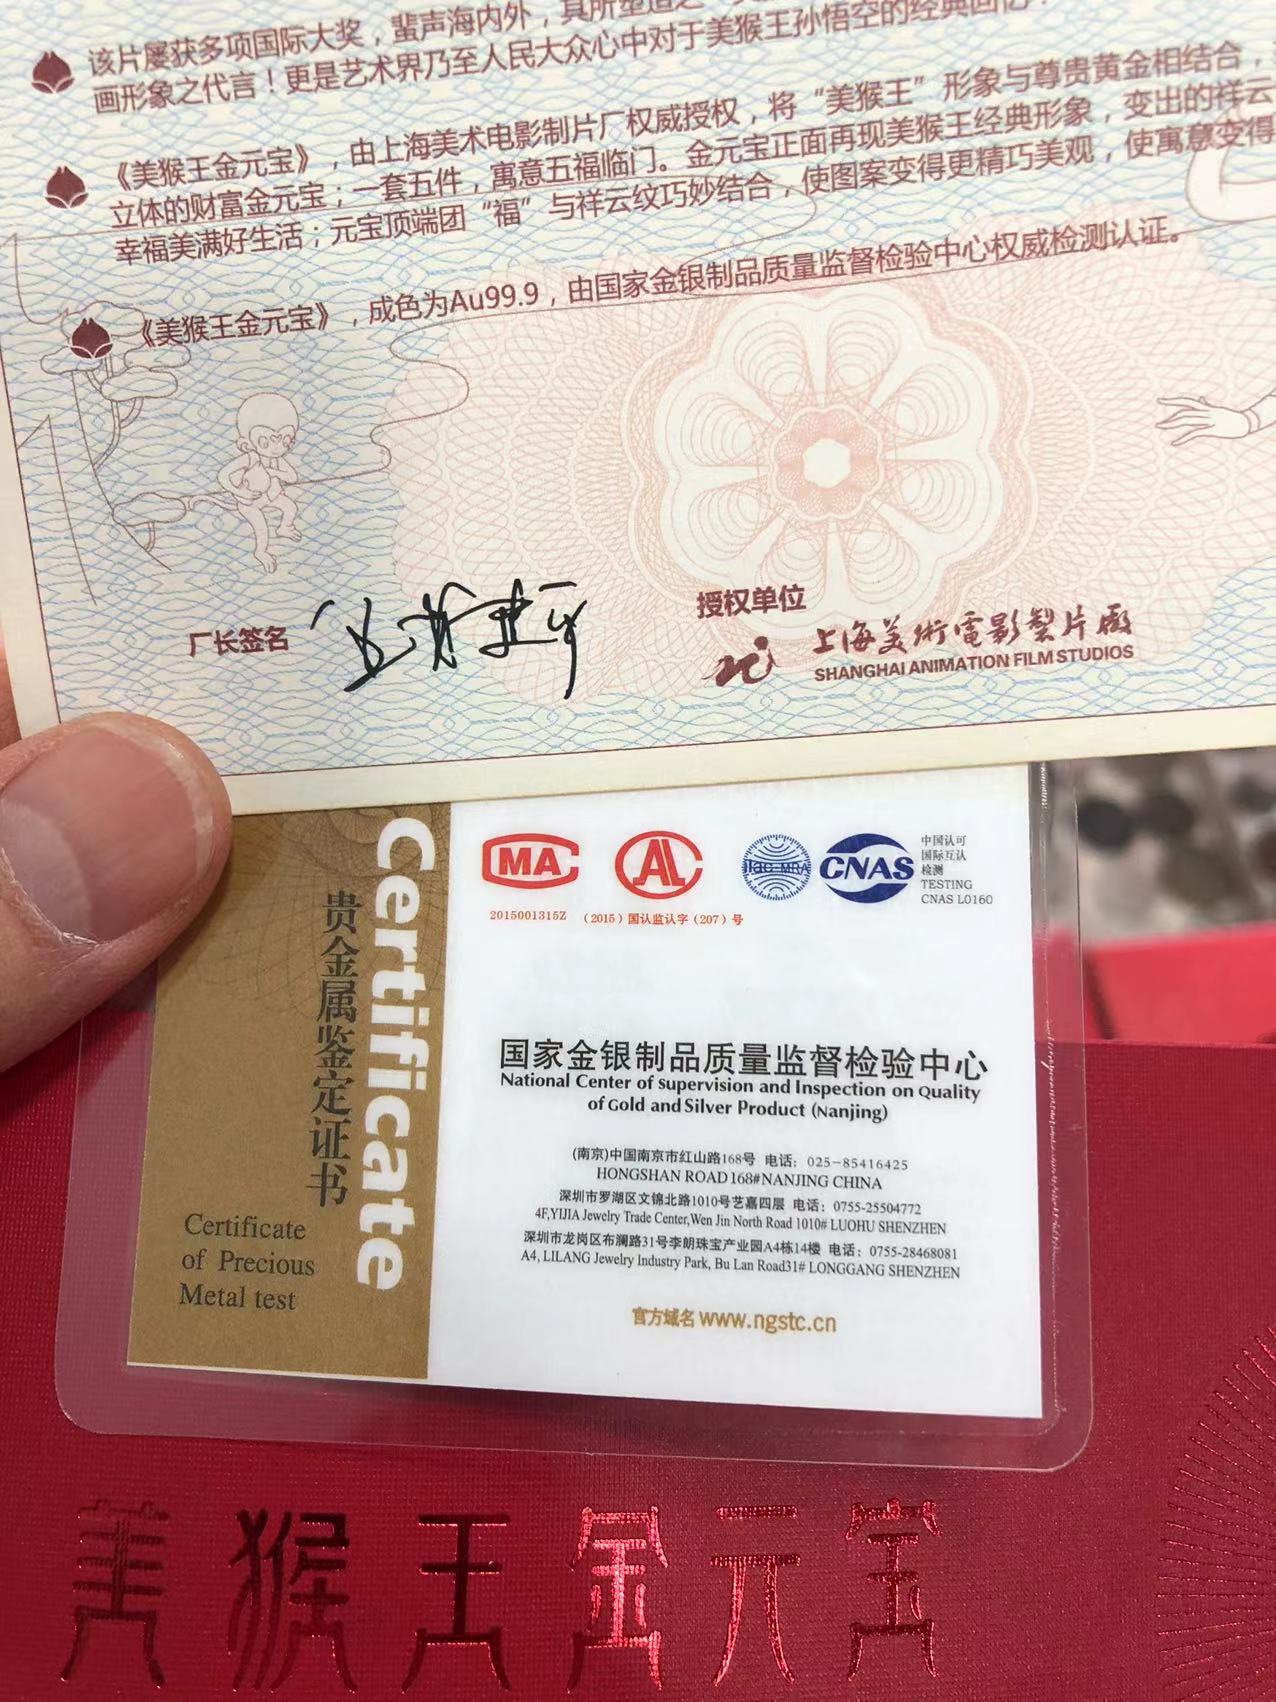 该片屡获多项国际大奖，蜚声海内外，其所塑造之
画形象之代言！更是艺术界乃至人民大众心中对于美猴王孙悟空的经典回忆！
《美猴王金元宝》，由上海美术电影制片厂权威授权，将“美猴王”形象与尊贵黄金相结合，
立体的财富金元宝；一套五件，寓意五福临门。金元宝正面再现美猴王经典形象，变出的祥云
幸福美满好生活；元宝顶端团“福”与祥云纹巧妙结合，使图案变得更精巧美观，使寓意变得
《美猴王金元宝》，成色为Au99.9，由国家金银制品质量监督检验中心权威检测认证。
厂长签名
授权单位
上海美術電影製片廠
SHANGHAI ANIMATION FILM STUDIOS
Certificate
贵金属鉴定证书
Certificate
of Precious
Metal test
MA
2015001315Z
AL
（2015）国认监认字（207）号
ilac-MRA
CNAS
中国认可
国际互认
检测
TESTING
CNAS L0160
国家金银制品质量监督检验中心
National Center of Supervision and Inspection on Quality
of Gold and Silver Product (Nanjing)
(南京)中国南京市红山路168号 电话：025-85416425
HONGSHAN ROAD 168# NANJING CHINA
深圳市罗湖区文锦北路1010号艺嘉四层 电话：0755-25504772
4F,YIJIA Jewelry Trade Center,Wen Jin North Road 1010# LUOHU SHENZHEN
深圳市龙岗区布澜路31号李朗珠宝产业园A4栋14楼 电话：0755-28468081
A4, LILANG Jewelry Industry Park, Bu Lan Road31# LONGGANG SHENZHEN
官方域名 www.ngstc.cn
美猴王金元宝